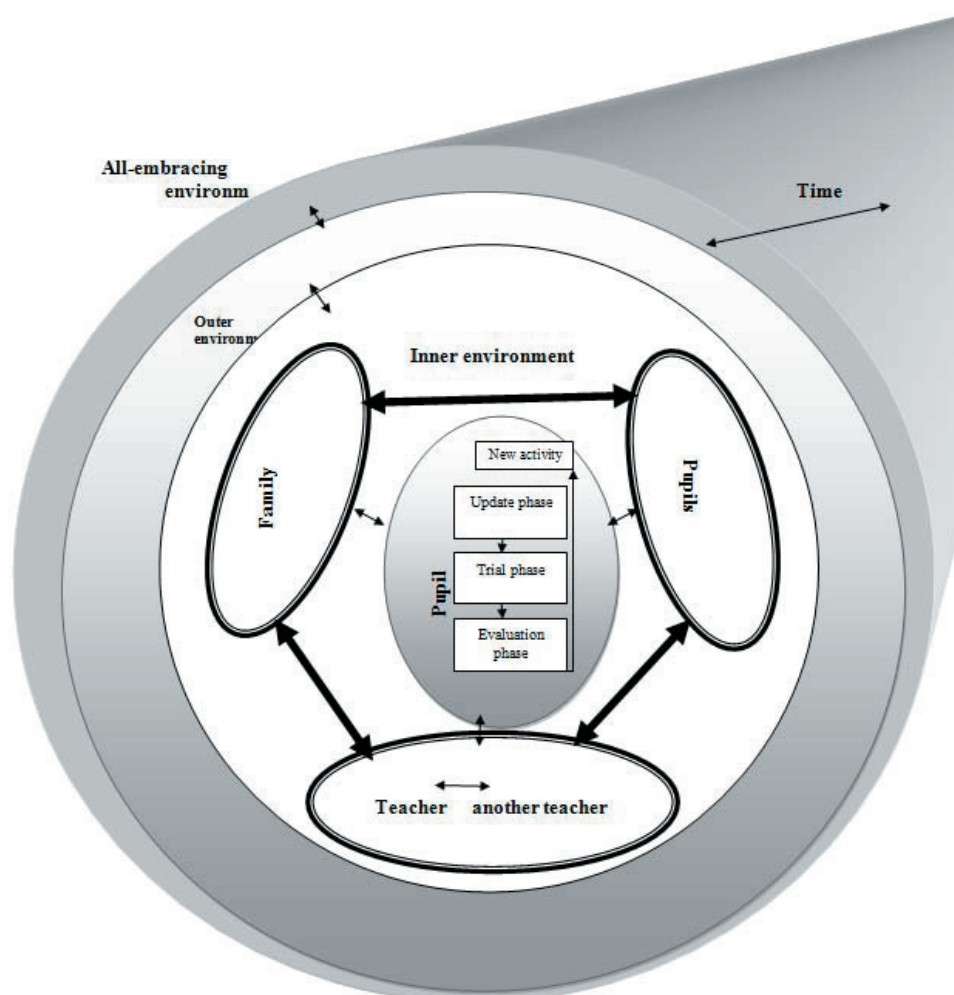 All-embracing
environm
Time
Outer
environm
Inner environment
New activity
Family
Pupils
Update phase
Pupil
Trial phase
Evaluation
phase
Teacher another teacher